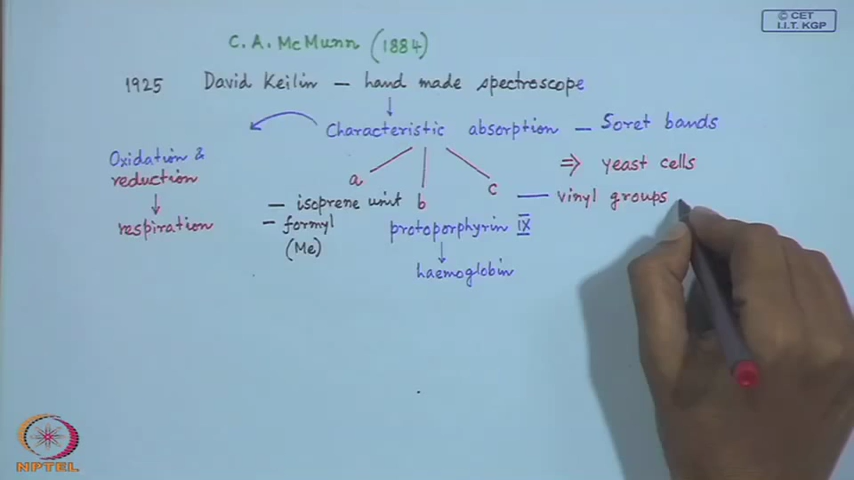 © CET
I.I.T. KGP
C. A. McMunn (1884)
1925 David Keilin – hand made spectroscope
Characteristic absorption – Soret bands
Oxidation &
reduction
respiration
⇒ yeast cells
a b c — vinyl groups
– isoprene unit
– formyl
(Me)
protoporphyrin IX
haemoglobin
NPTEL